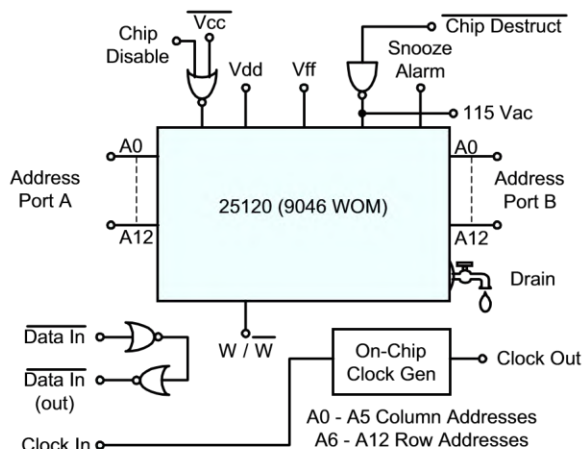 Vcc
Chip Destruct
Chip
Disable
Snooze
Alarm
Vdd
Vff
115 Vac
A0
A0
Address
Port A
25120 (9046 WOM)
Address
Port B
A12
A12
Drain
Data In
W / W
On-Chip
Clock Gen
Clock Out
Data In
(out)
A0 - A5 Column Addresses
A6 - A12 Row Addresses
Clock In